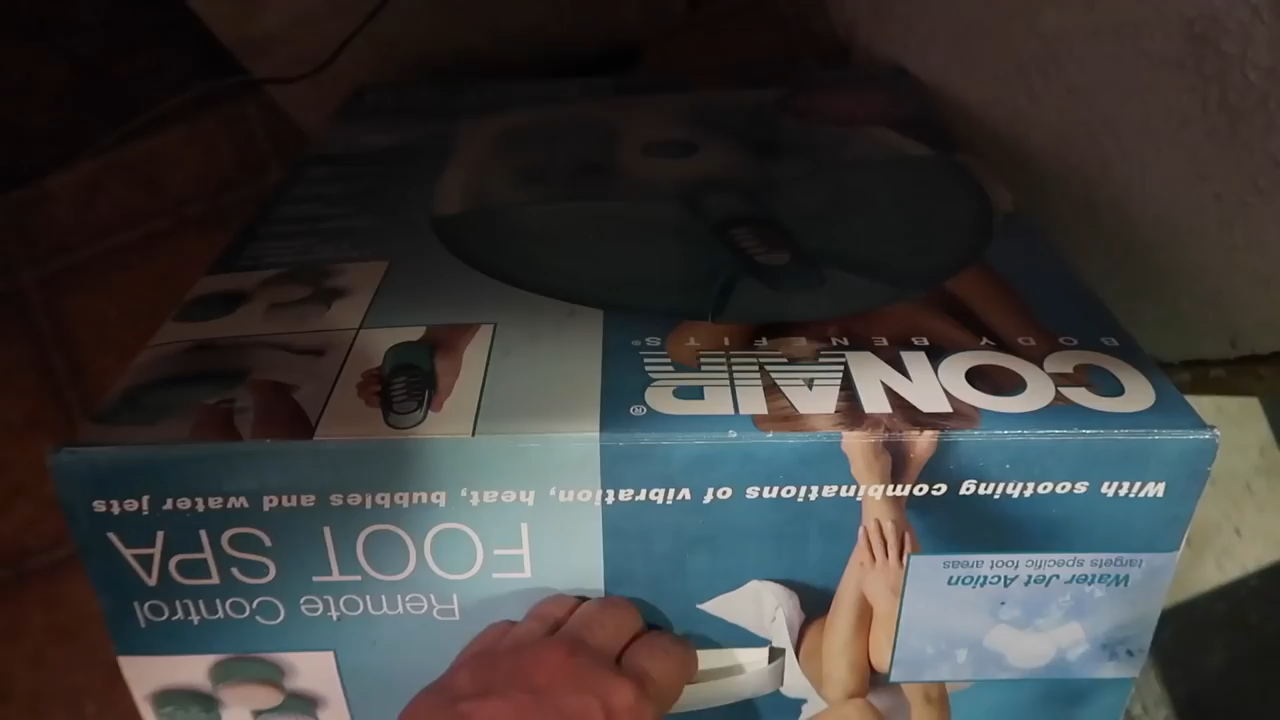 Remote Control
FOOT SPA
With soothing combinations of vibration, heat, bubbles and water jets
Water Jet Action
targets specific foot areas
CONAIR®
BODY BENEFITS®